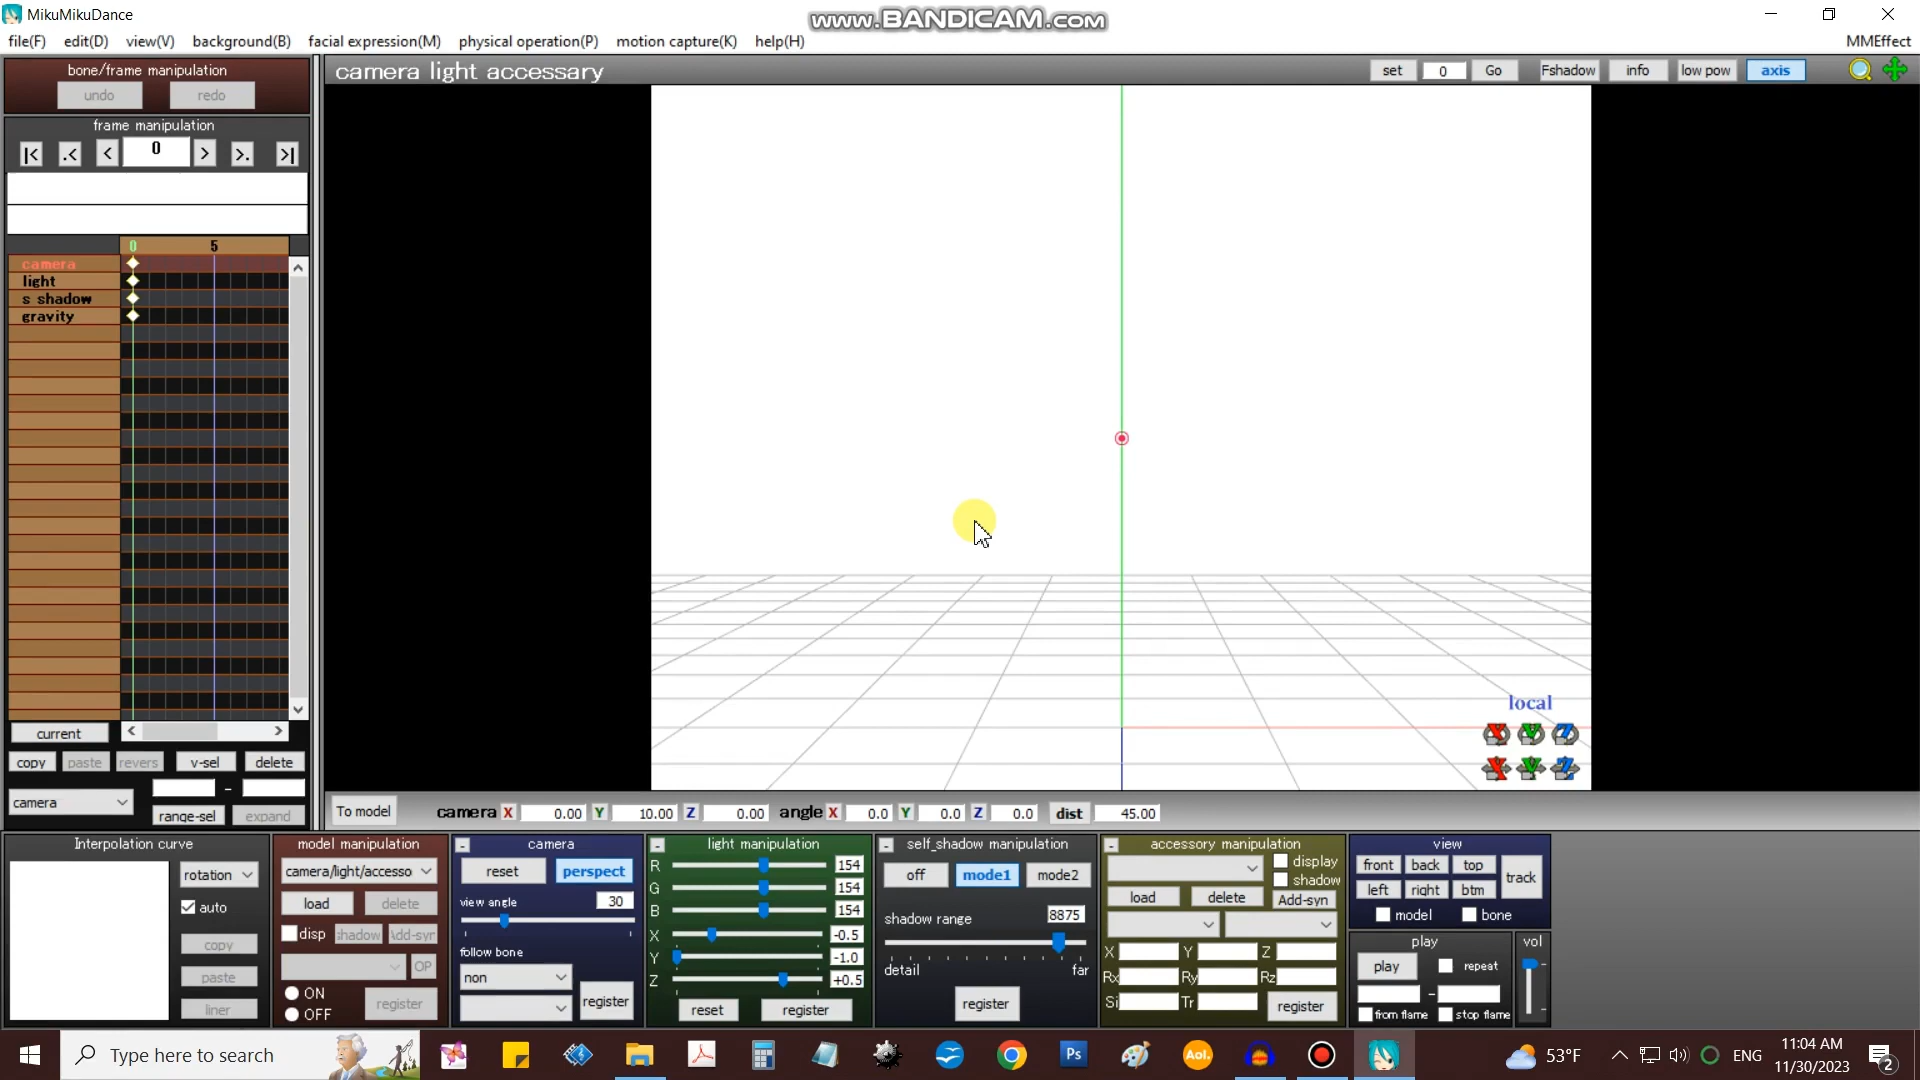 MikuMikuDance
www.BANDICAM.com
file(F) edit(D) view(V) background(B) facial expression(M) physical operation(P) motion capture(K) help(H)
MMEffect
bone/frame manipulation
undo redo
camera light accessary
set 0 Go Fshadow info low pow axis
frame manipulation
|< .< < 0 > >. >|
0 5
camera
light
s shadow
gravity
local
X Y Z
X Y Z
current
copy paste revers v-sel delete
camera
-
range-sel expand
To model camera X 0.00 Y 10.00 Z 0.00 angle X 0.0 Y 0.0 Z 0.0 dist 45.00
Interpolation curve
rotation
auto
copy
paste
liner
model manipulation
camera/light/accesso
load delete
disp shadow Add-syn
OP
ON
OFF
register
- camera
reset perspect
view angle 30
follow bone
non
register
- light manipulation
R 154
G 154
B 154
X -0.5
Y -1.0
Z +0.5
reset register
- self_shadow manipulation
off mode1 mode2
shadow range 8875
detail far
register
- accessory manipulation
display
shadow
load delete Add-syn
X Y Z
Rx Ry Rz
Si Tr register
view
front back top
left right btm
track
model bone
play
play repeat
-
from flame stop flame
vol
Type here to search
Ps
Aol.
53°F
ENG
11:04 AM
11/30/2023
2